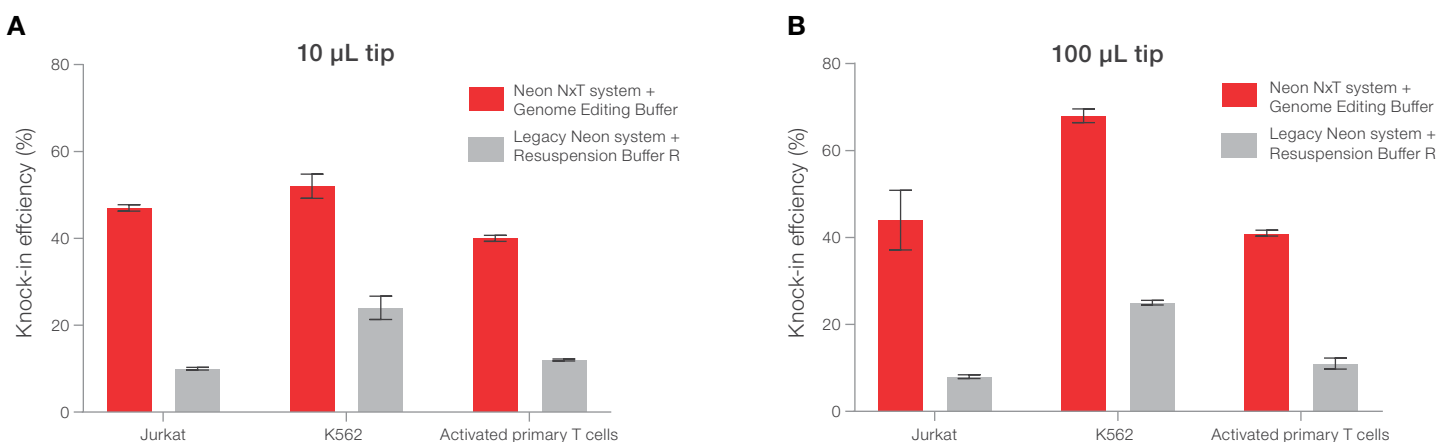 A
10 µL tip
Knock-in effciency (%)
80
60
40
20
0
Neon NxT system +
Genome Editing Buffer
Legacy Neon system +
Resuspension Buffer R
Jurkat
K562
Activated primary T cells
B
100 µL tip
Knock-in efficiency (%)
80
60
40
20
0
Neon NxT system +
Genome Editing Buffer
Legacy Neon system +
Resuspension Buffer R
Jurkat
K562
Activated primary T cells